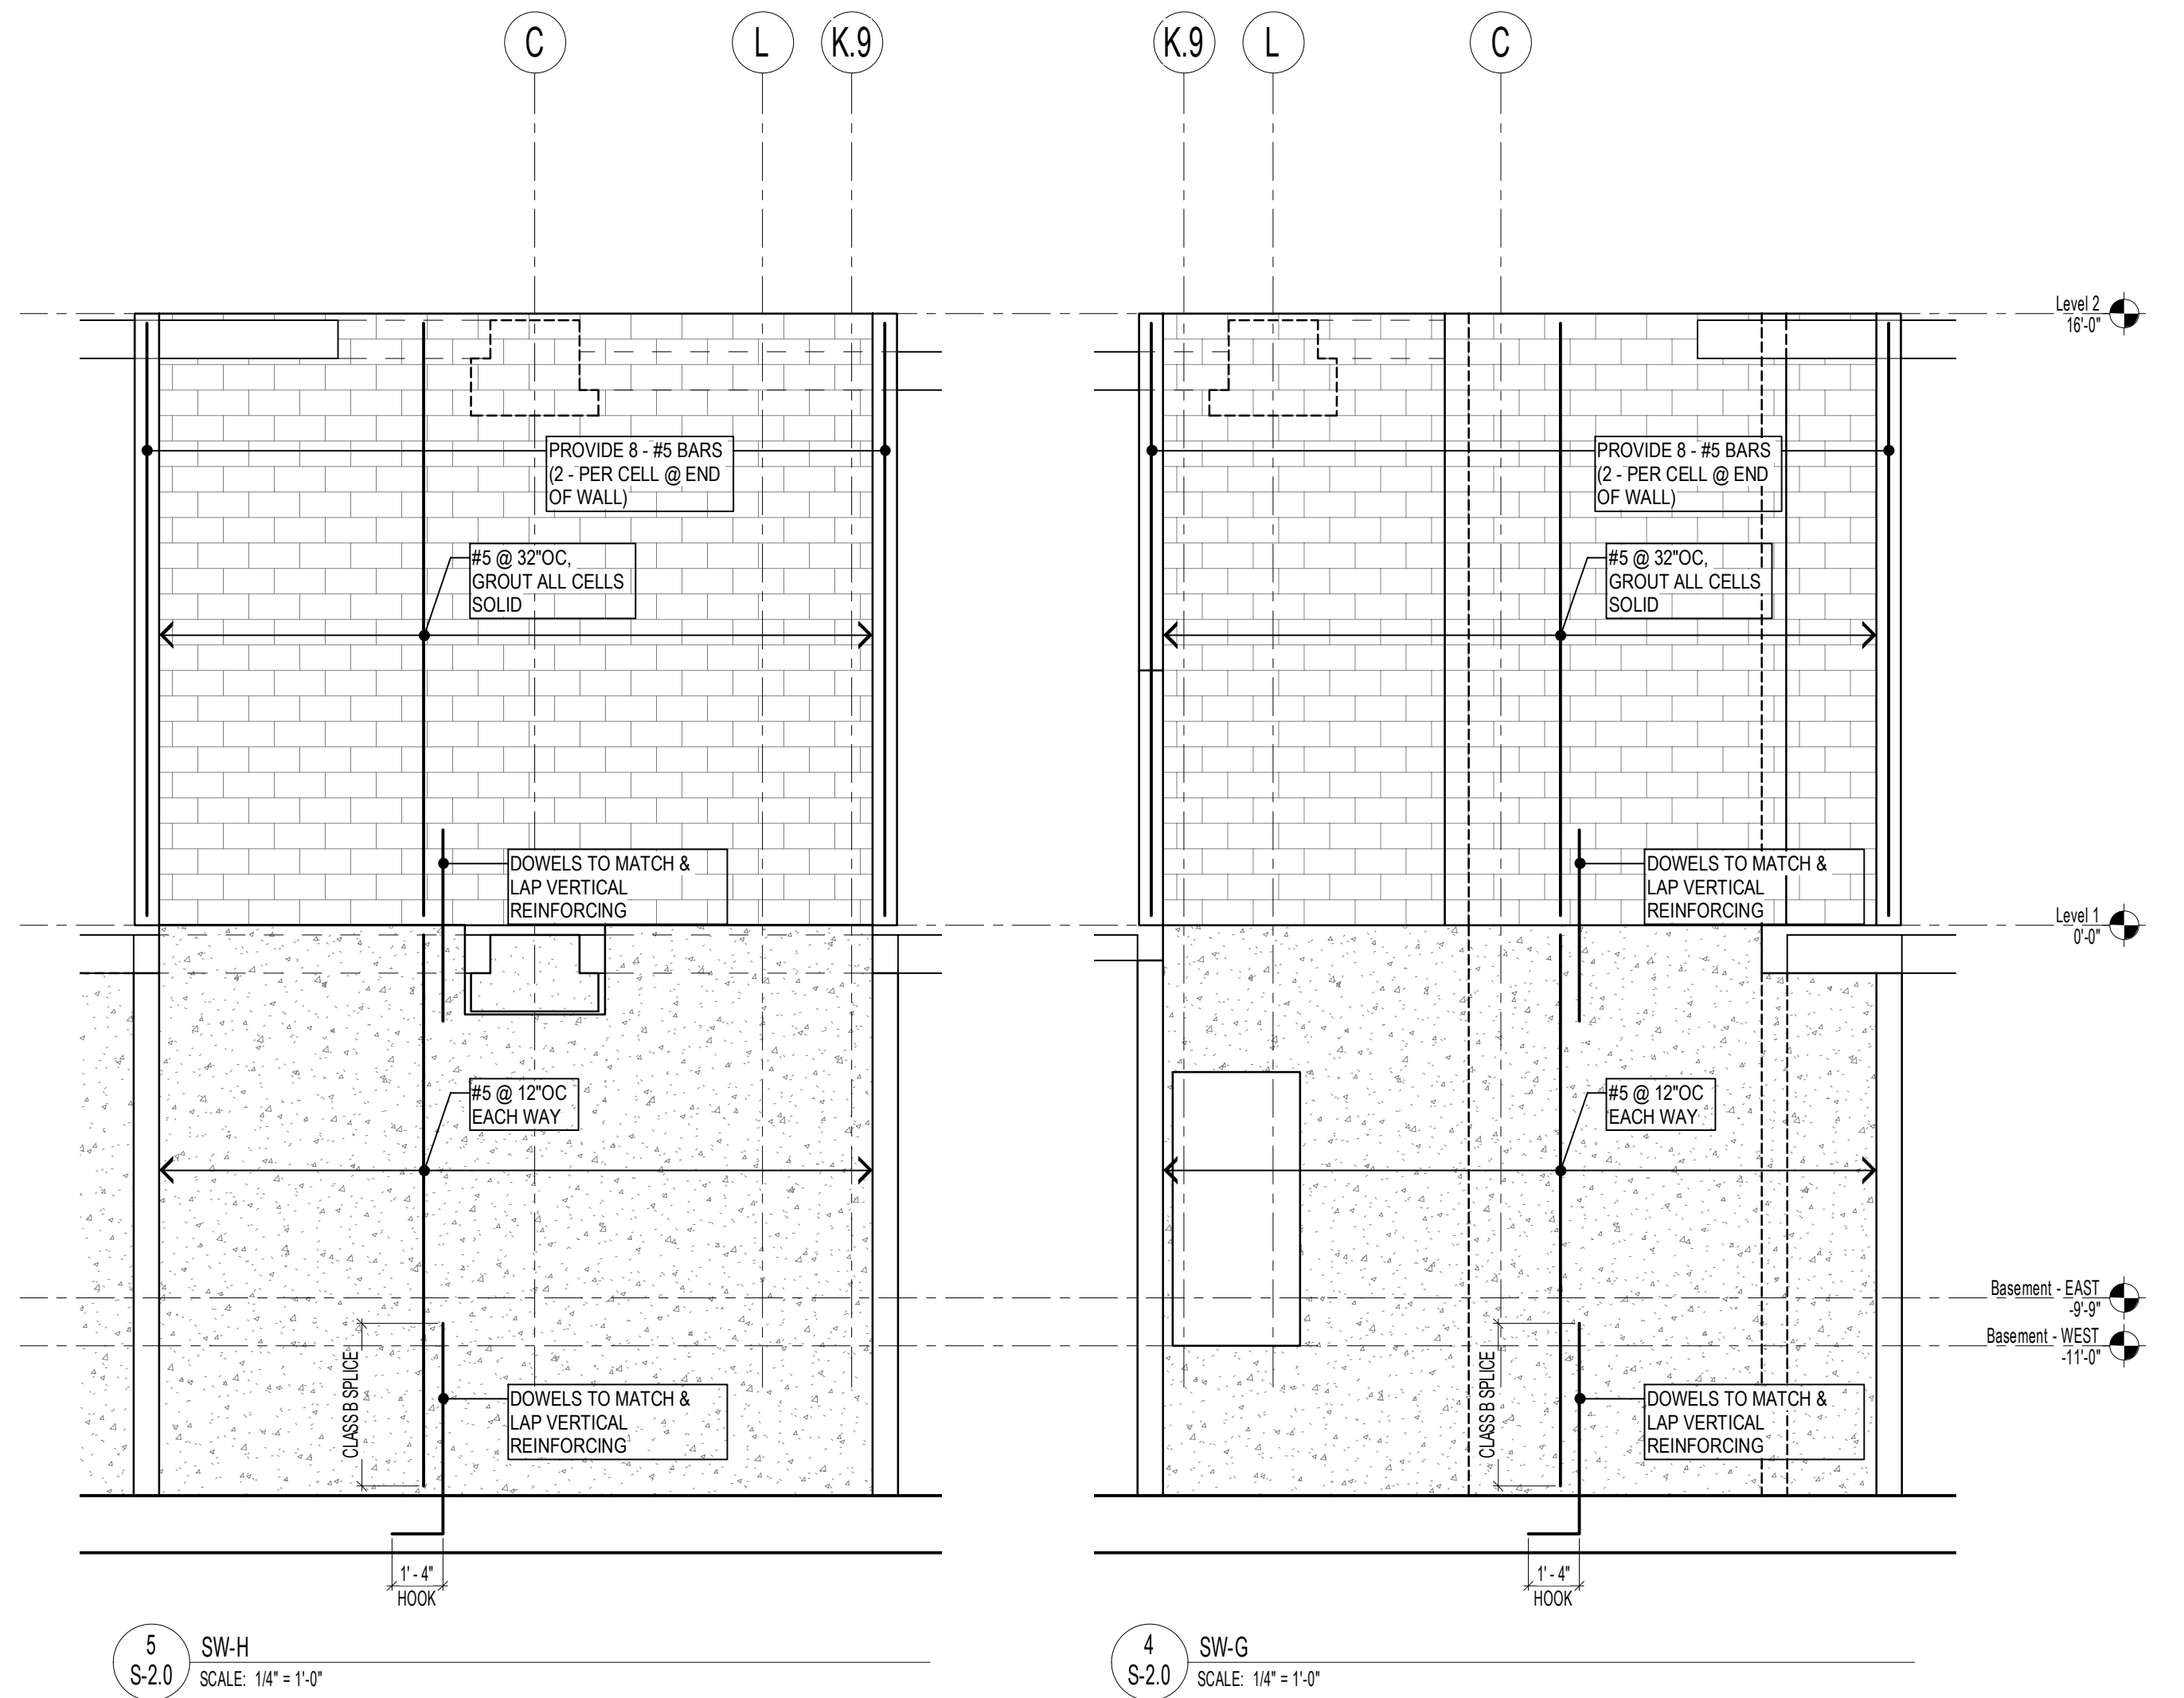 C
L
K.9
K.9
L
C
Level 2
16'-0"
PROVIDE 8 - #5 BARS
(2 - PER CELL @ END
OF WALL)
PROVIDE 8 - #5 BARS
(2 - PER CELL @ END
OF WALL)
#5 @ 32"OC,
GROUT ALL CELLS
SOLID
#5 @ 32"OC,
GROUT ALL CELLS
SOLID
DOWELS TO MATCH &
LAP VERTICAL
REINFORCING
DOWELS TO MATCH &
LAP VERTICAL
REINFORCING
Level 1
0'-0"
#5 @ 12"OC
EACH WAY
#5 @ 12"OC
EACH WAY
Basement - EAST
-9'-9"
Basement - WEST
-11'-0"
CLASS B SPLICE
DOWELS TO MATCH &
LAP VERTICAL
REINFORCING
CLASS B SPLICE
DOWELS TO MATCH &
LAP VERTICAL
REINFORCING
1' - 4"
HOOK
1' - 4"
HOOK
5
S-2.0
SW-H
SCALE: 1/4" = 1'-0"
4
S-2.0
SW-G
SCALE: 1/4" = 1'-0"